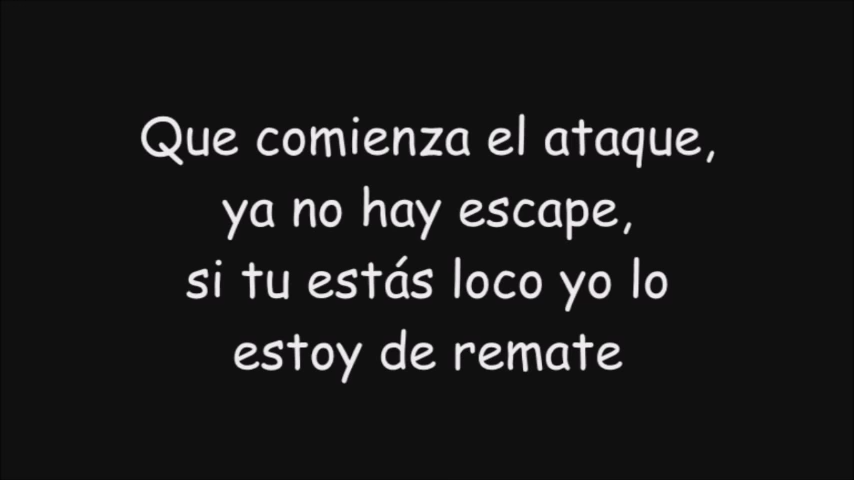 Que comienza el ataque,
ya no hay escape,
si tu estás loco yo lo
estoy de remate